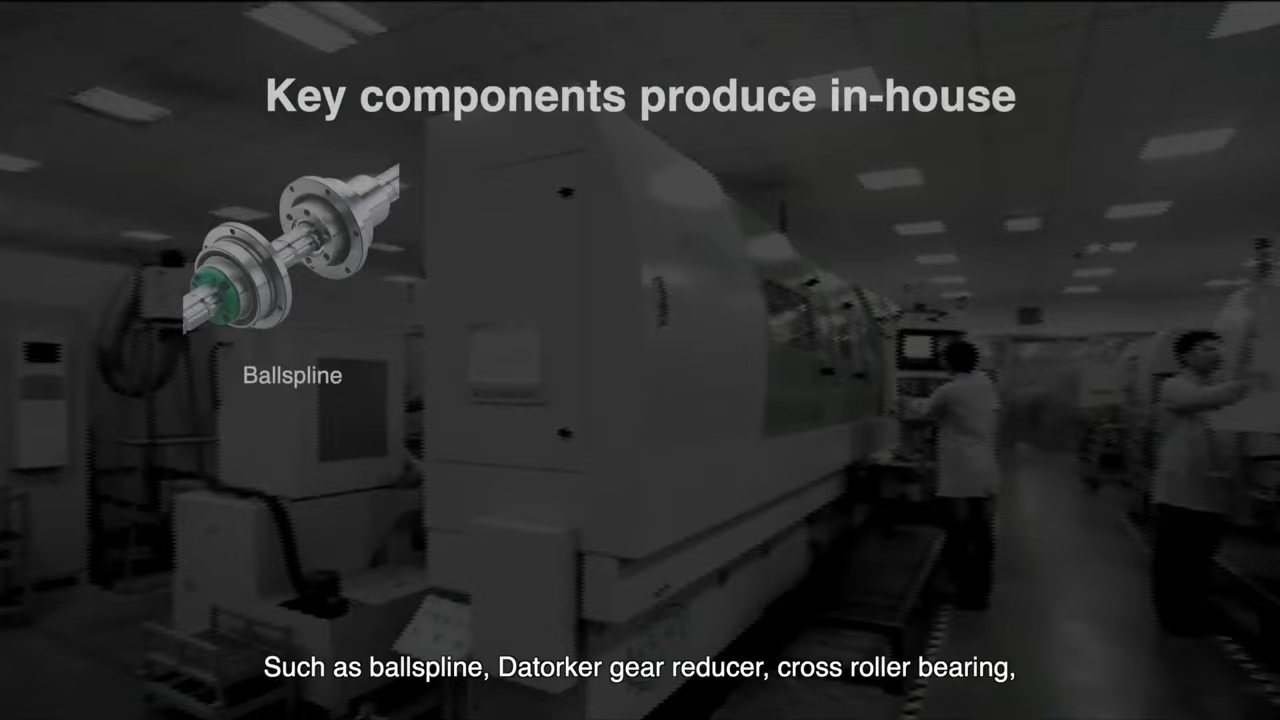 Key components produce in-house
Ballspline
Such as ballspline, Datorker gear reducer, cross roller bearing,